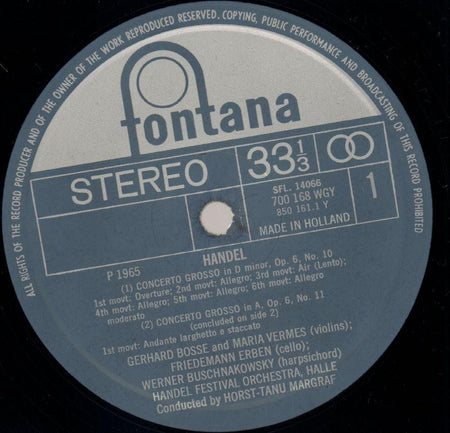 ALL RIGHTS OF THE RECORD PRODUCER AND OF THE OWNER OF THE WORK REPRODUCED RESERVED. COPYING, PUBLIC PERFORMANCE AND BROADCASTING OF THIS RECORD PROHIBITED
fontana
STEREO
33 1/3
SFL. 14066
700 168 WGY
850 161.1 Y
MADE IN HOLLAND
1
P 1965
HANDEL
(1) CONCERTO GROSSO in D minor, Op. 6, No. 10
1st movt: Overture; 2nd movt: Allegro; 3rd movt: Air (Lento);
4th movt: Allegro; 5th movt: Allegro; 6th movt: Allegro
moderato
(2) CONCERTO GROSSO in A, Op. 6, No. 11
(concluded on side 2)
1st movt: Andante larghetto e staccato
GERHARD BOSSE and MARIA VERMES (violins);
FRIEDEMANN ERBEN (cello);
WERNER BUSCHNAKOWSKY (harpsichord)
HANDEL FESTIVAL ORCHESTRA, HALLE
Conducted by HORST-TANU MARGRAF